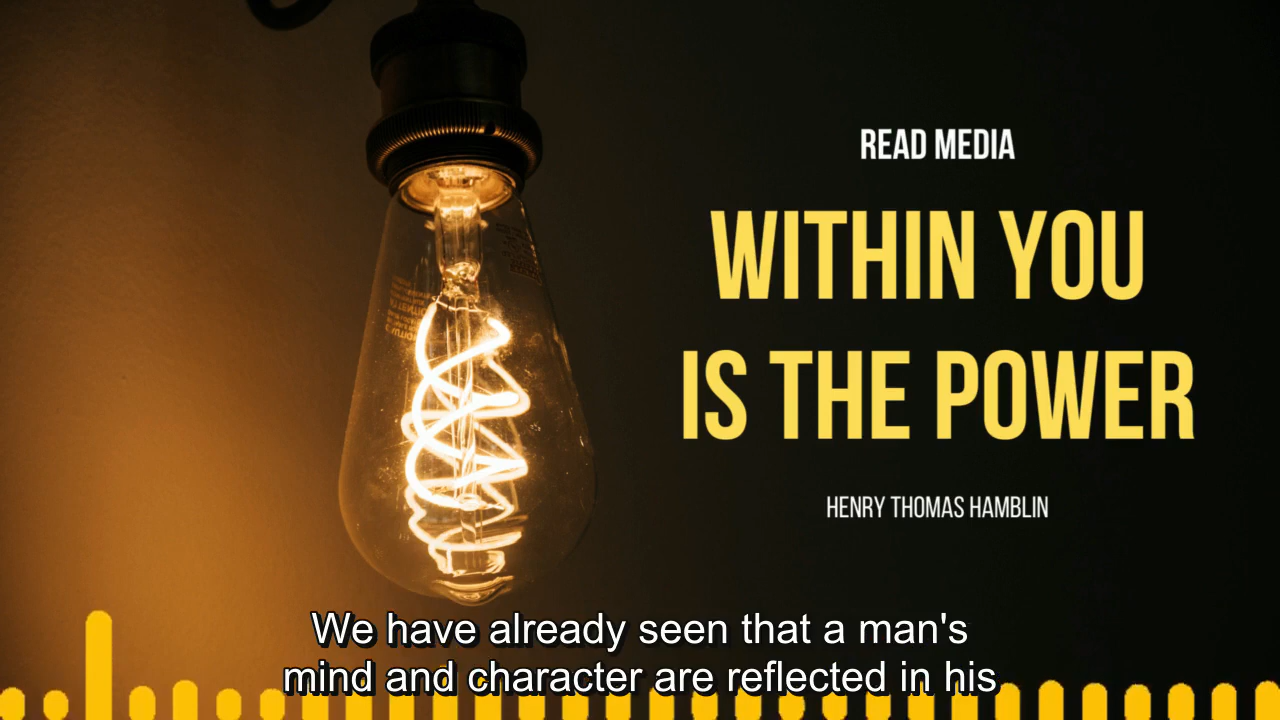 READ MEDIA
WITHIN YOU
IS THE POWER
HENRY THOMAS HAMBLIN
We have already seen that a man's
mind and character are reflected in his